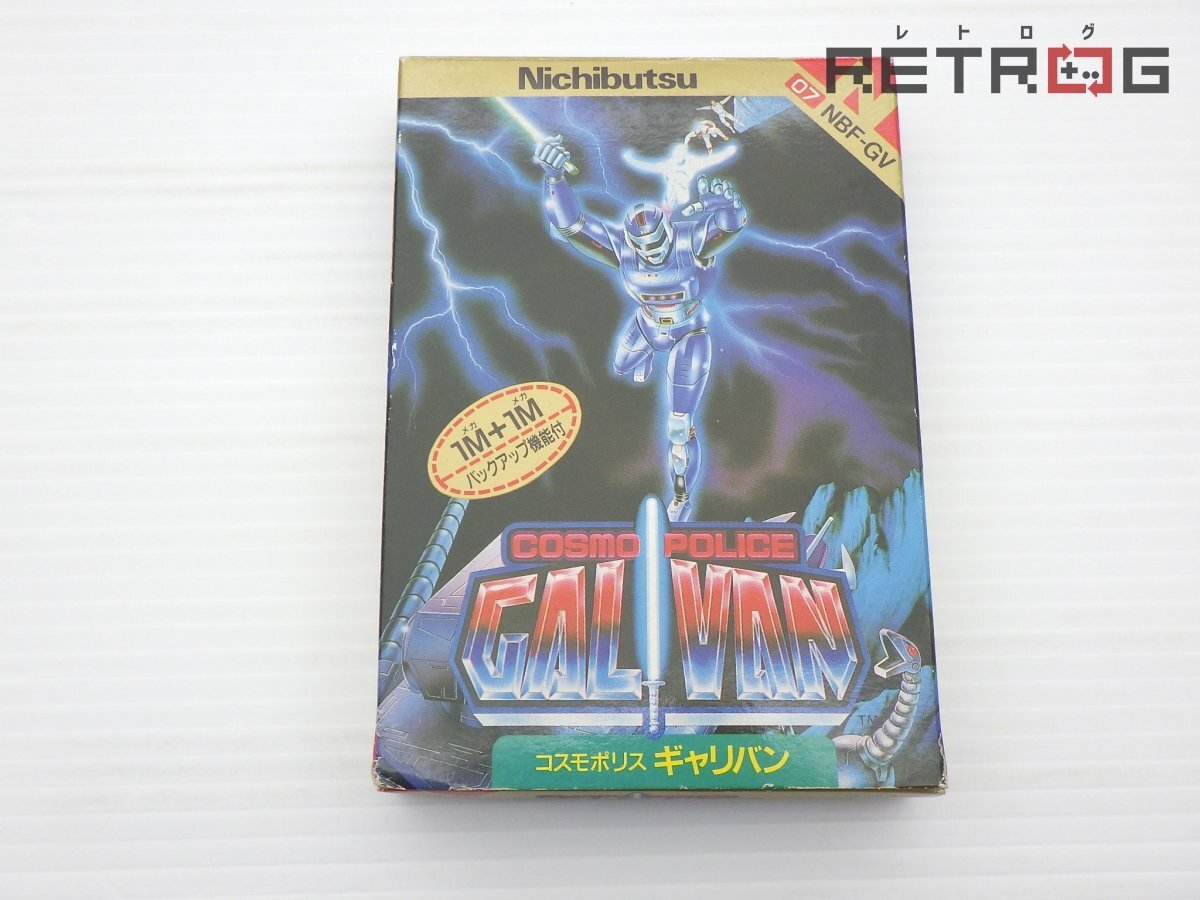 レトログ
RETROG
Nichibutsu
07 NBF-GV
メガ メガ
1M+1M
バックアップ機能付
COSMO POLICE
GALIVAN
TM
コスモポリス ギャリバン